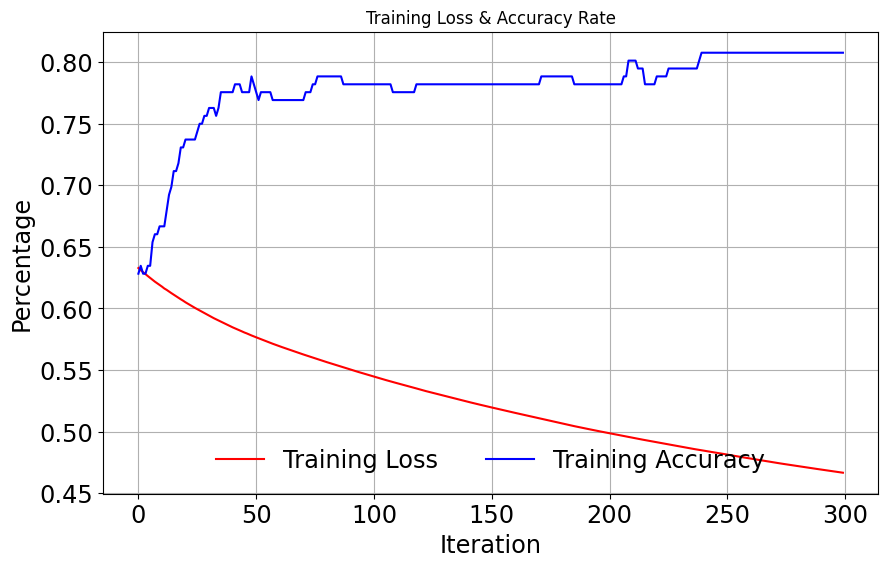 Training Loss & Accuracy Rate
0.80
0.75
0.70
0.65
0.60
0.55
0.50
0.45
Percentage
Training Loss
Training Accuracy
0 50 100 150 200 250 300
Iteration